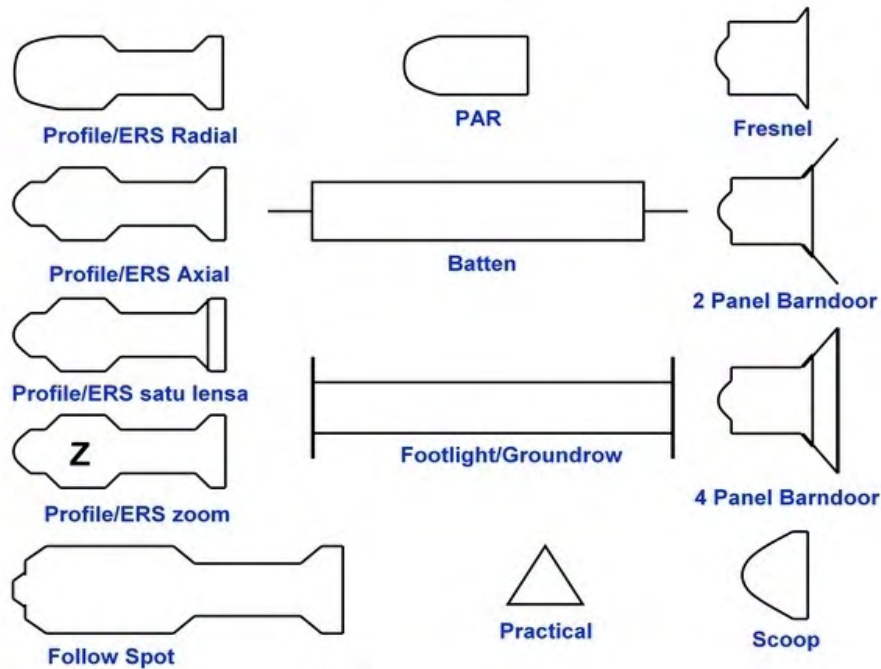 Profile/ERS Radial
PAR
Fresnel
Profile/ERS Axial
Batten
2 Panel Barndoor
Profile/ERS satu lensa
Z
Footlight/Groundrow
4 Panel Barndoor
Profile/ERS zoom
Follow Spot
Practical
Scoop